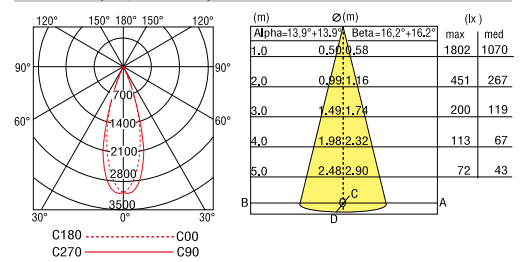 120° 150° 180° 150° 120°
90° 90°
60° 60°
30° 0° 30°
700
1400
2100
2800
3500
C180 C00
C270 C90
(m) Ø(m) (lx)
Alpha=13,9°+13.9° Beta=16,2°+16.2° max med
1.0 0.50 0.58 1802 1070
2.0 0.99 1.16 451 267
3.0 1.49 1.74 200 119
4.0 1.98 2.32 113 67
5.0 2.48 2.90 72 43
B C A
D